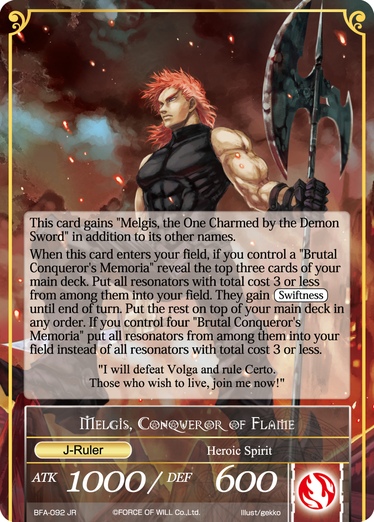 This card gains "Melgis, the One Charmed by the Demon
Sword" in addition to its other names.
When this card enters your field, if you control a "Brutal
Conqueror's Memoria" reveal the top three cards of your
main deck. Put all resonators with total cost 3 or less
from among them into your field. They gain Swiftness
until end of turn. Put the rest on top of your main deck in
any order. If you control four "Brutal Conqueror's
Memoria" put all resonators from among them into your
field instead of all resonators with total cost 3 or less.
"I will defeat Volga and rule Certo.
Those who wish to live, join me now!"
Melgis, Conqueror of Flame
J-Ruler Heroic Spirit
ATK 1000 / DEF 600
BFA-092 JR ©FORCE OF WILL Co.,Ltd. Illust/gekko